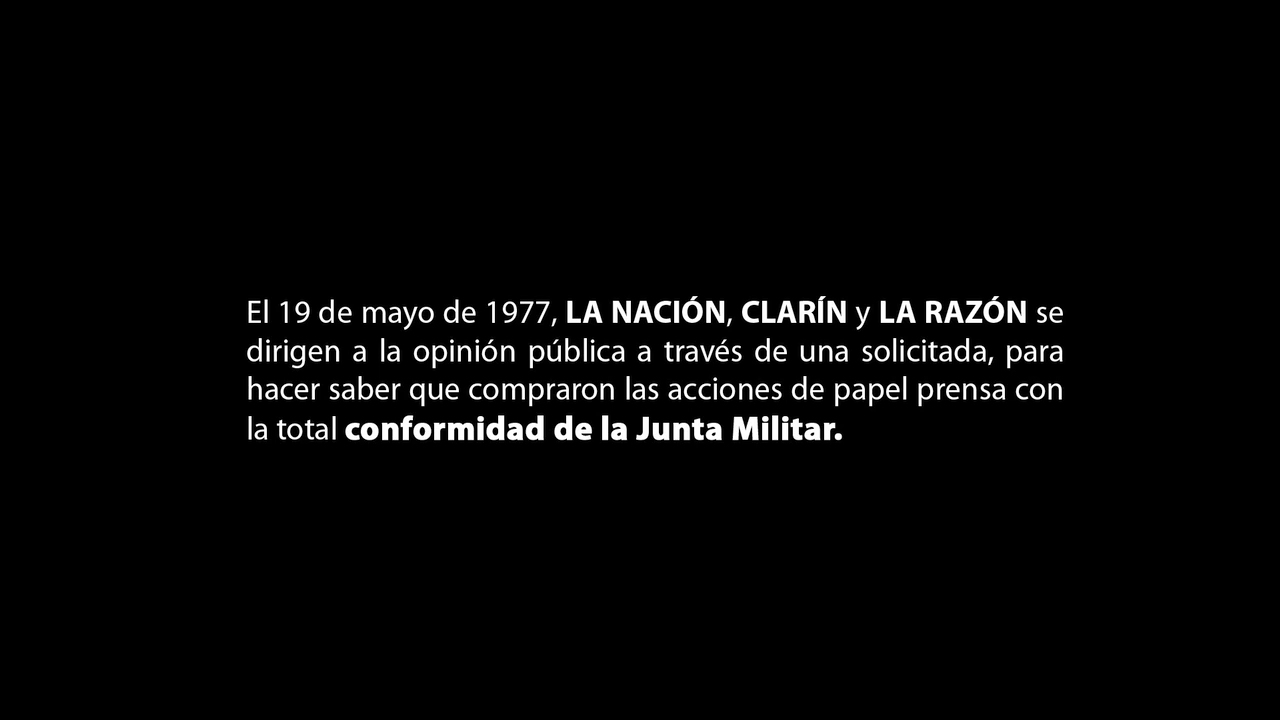 El 19 de mayo de 1977, LA NACIÓN, CLARÍN y LA RAZÓN se
dirigen a la opinión pública a través de una solicitada, para
hacer saber que compraron las acciones de papel prensa con
la total conformidad de la Junta Militar.